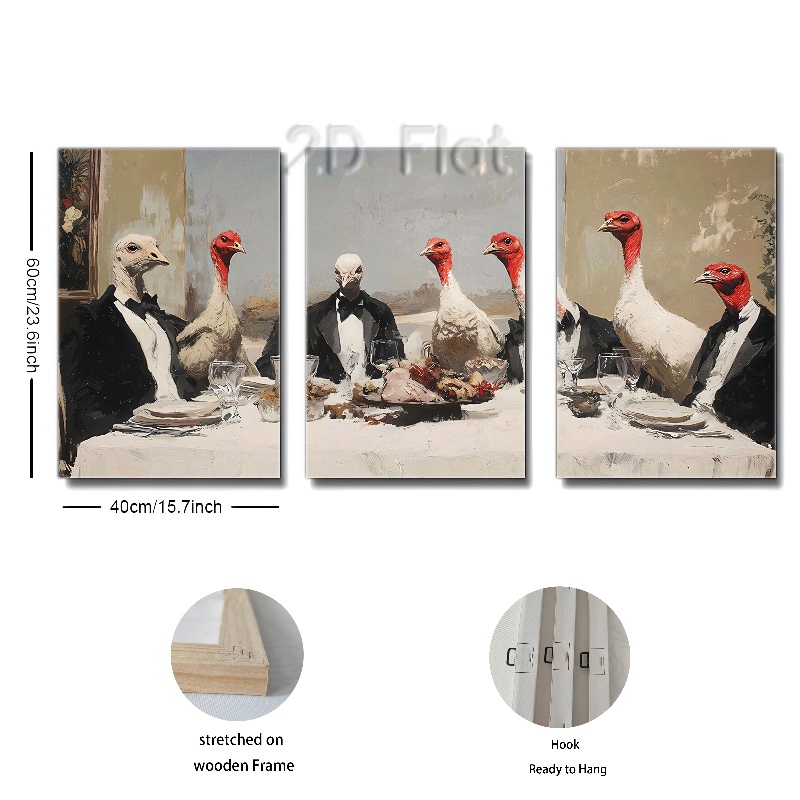 2D Flat
60cm/23.6inch
40cm/15.7inch
stretched on
wooden Frame
Hook
Ready to Hang